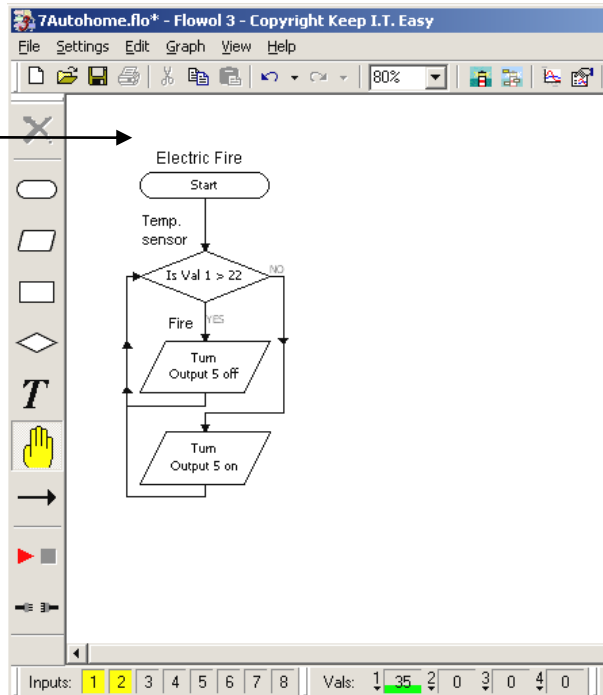 7Autohome.flo* - Flowol 3 - Copyright Keep I.T. Easy
File Settings Edit Graph View Help
80%
Electric Fire
Start
Temp.
sensor
Is Val 1 > 22
NO
Fire
YES
Turn
Output 5 off
T
Turn
Output 5 on
Inputs: 1 2 3 4 5 6 7 8 Vals: 1 35 2 0 3 0 4 0